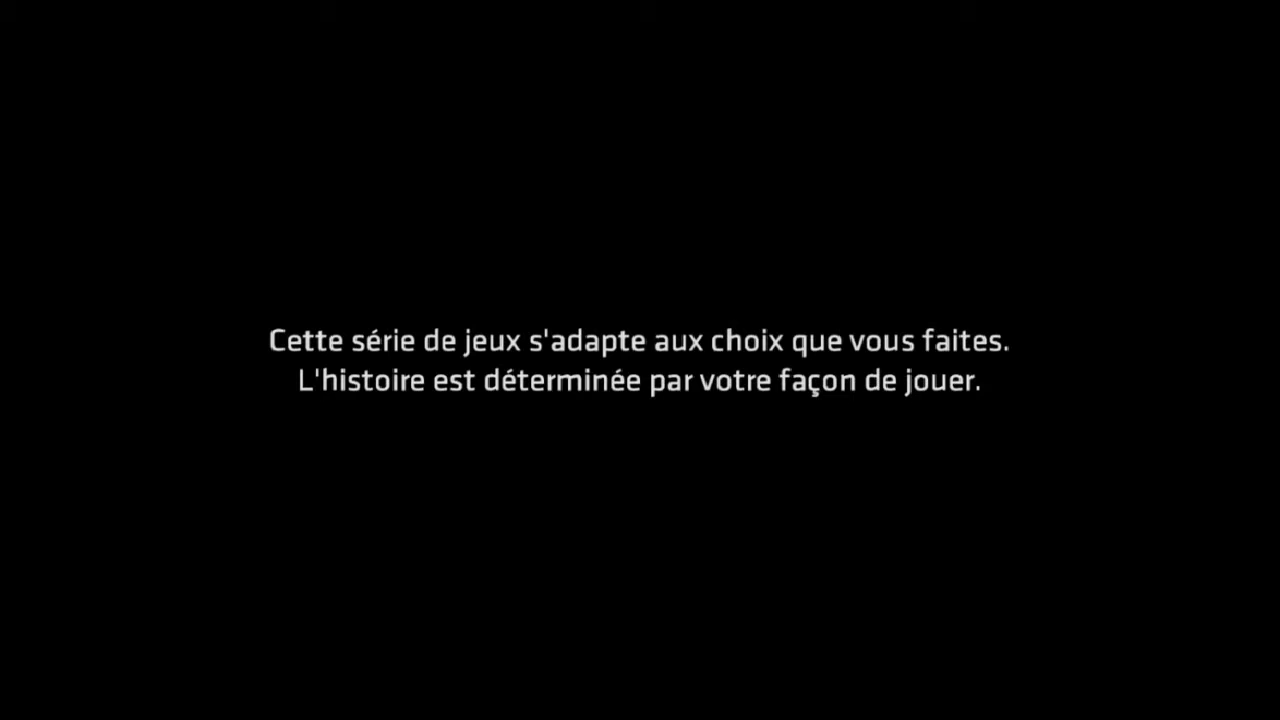 Cette série de jeux s'adapte aux choix que vous faites.
L'histoire est déterminée par votre façon de jouer.